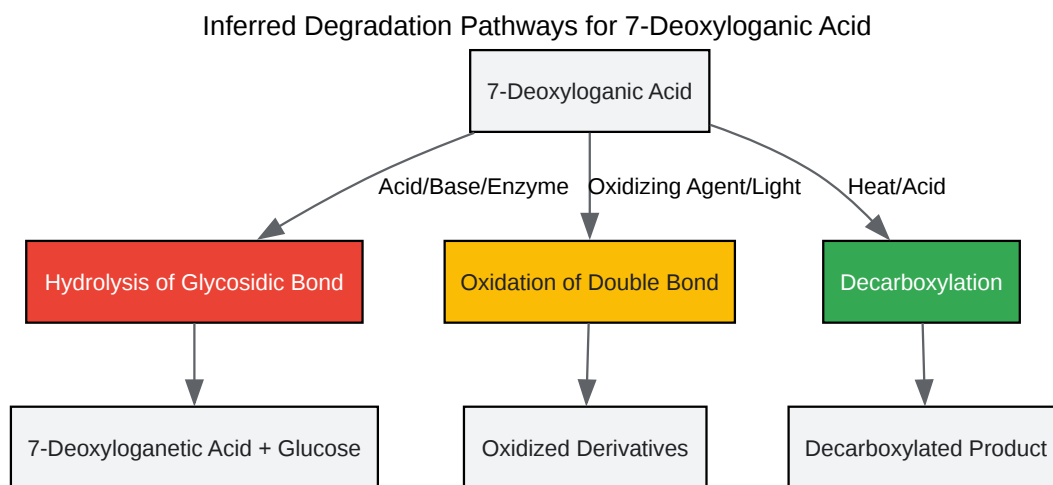 Inferred Degradation Pathways for 7-Deoxyloganic Acid
7-Deoxyloganic Acid
Acid/Base/Enzyme
Oxidizing Agent/Light
Heat/Acid
Hydrolysis of Glycosidic Bond
Oxidation of Double Bond
Decarboxylation
7-Deoxyloganetic Acid + Glucose
Oxidized Derivatives
Decarboxylated Product